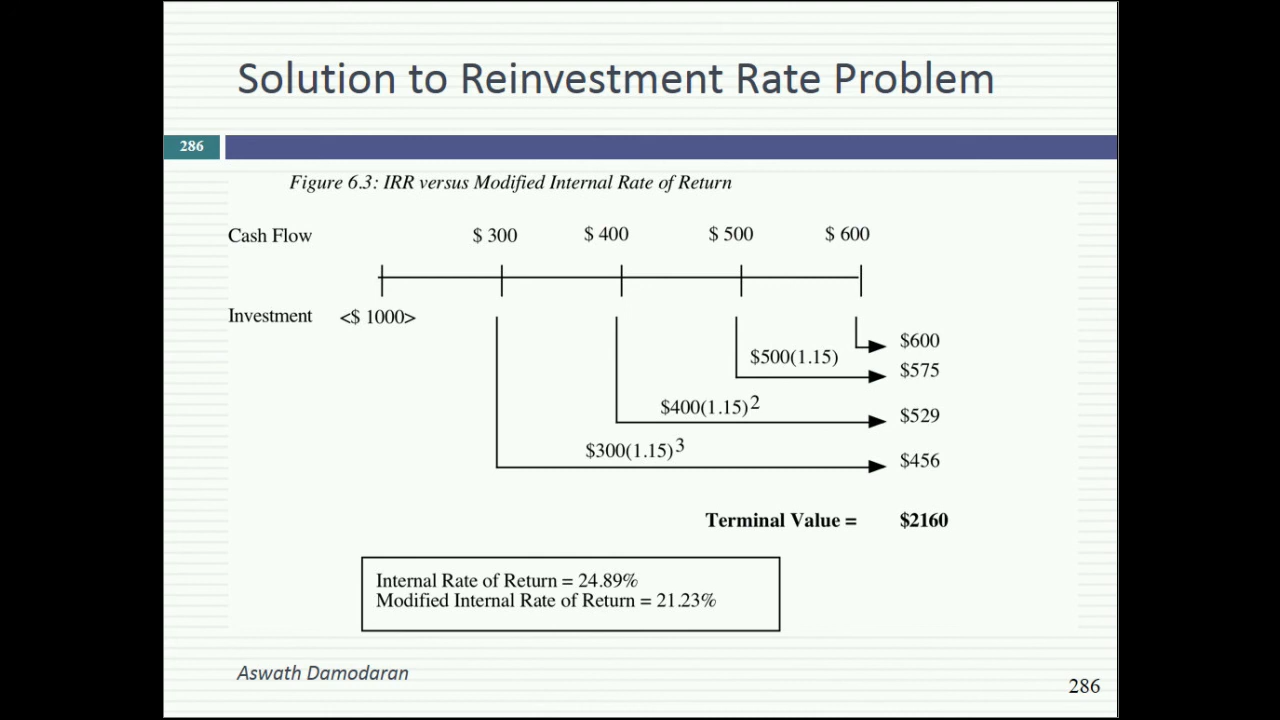 Solution to Reinvestment Rate Problem
286
Figure 6.3: IRR versus Modified Internal Rate of Return
Cash Flow $ 300 $ 400 $ 500 $ 600
Investment <$ 1000>
$600
$500(1.15) $575
$400(1.15)2 $529
$300(1.15)3 $456
Terminal Value = $2160
Internal Rate of Return = 24.89%
Modified Internal Rate of Return = 21.23%
Aswath Damodaran
286